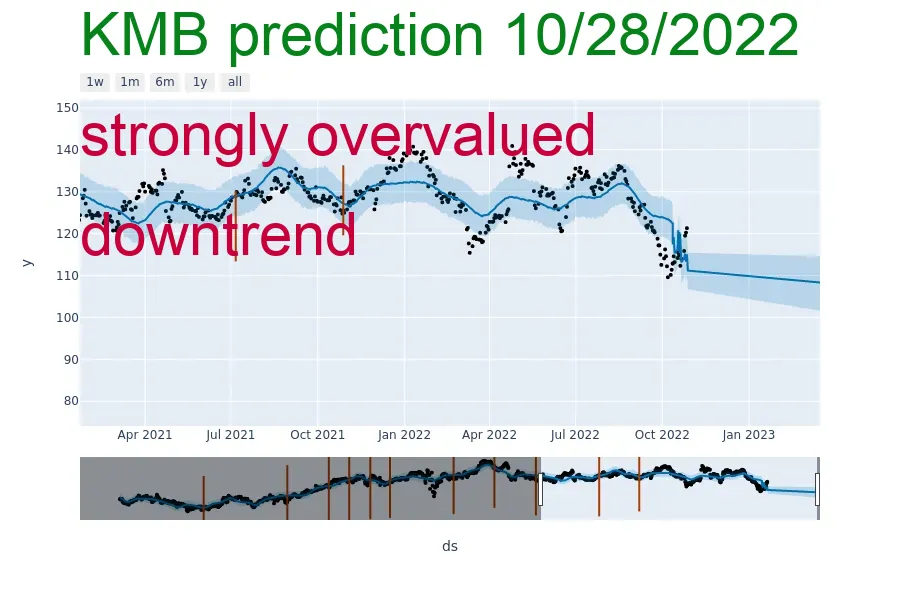 KMB prediction 10/28/2022
1w 1m 6m 1y all
strongly overvalued
downtrend
150
140
130
120
110
100
90
80
y
Apr 2021 Jul 2021 Oct 2021 Jan 2022 Apr 2022 Jul 2022 Oct 2022 Jan 2023
ds